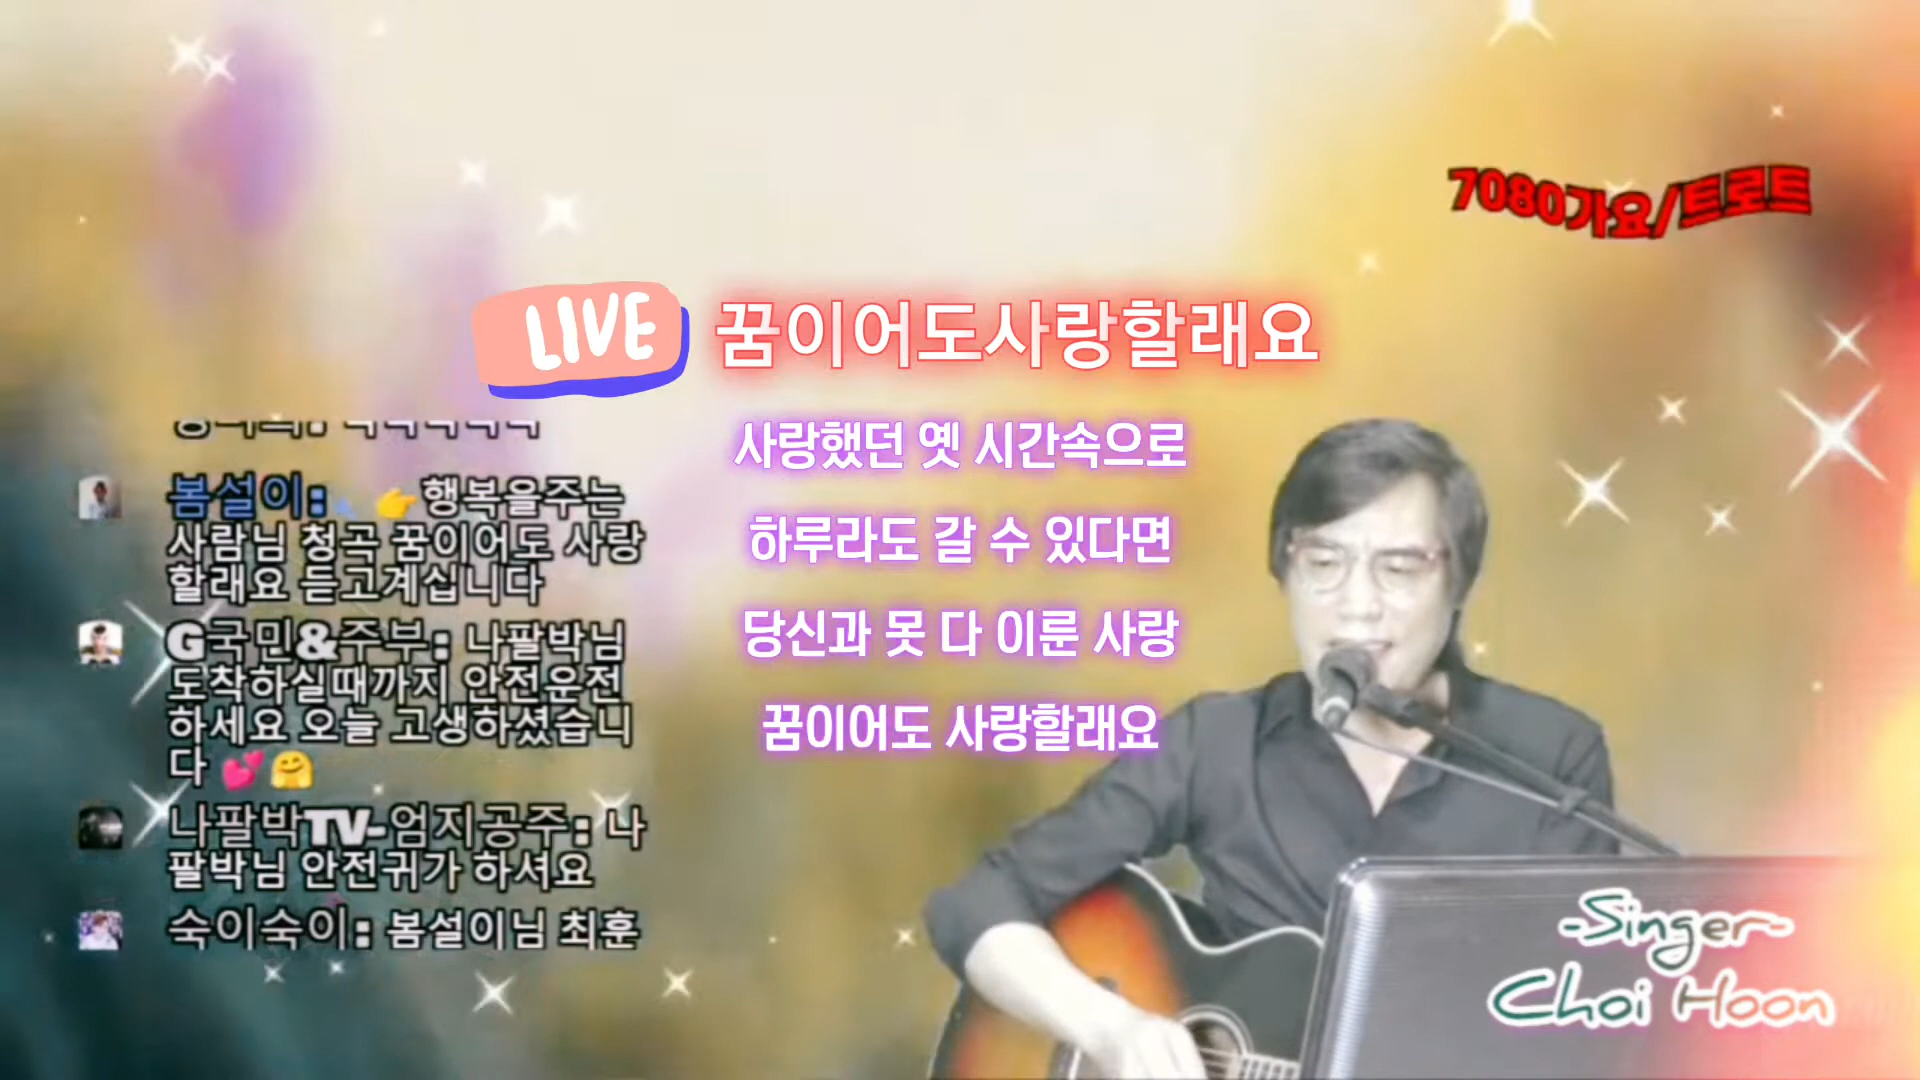 7080가요/트로트
LIVE
꿈이어도사랑할래요
사랑했던 옛 시간속으로
하루라도 갈 수 있다면
당신과 못 다 이룬 사랑
꿈이어도 사랑할래요
봄설이: 👉행복을주는
사람님 청곡 꿈이어도 사랑
할래요 듣고계십니다
G국민&주부: 나팔박님
도착하실때까지 안전운전
하세요 오늘 고생하셨습니
다 💕🤗
나팔박TV-엄지공주: 나
팔박님 안전귀가 하셔요
숙이숙이: 봄설이님 최훈
-Singer-
Choi Hoon